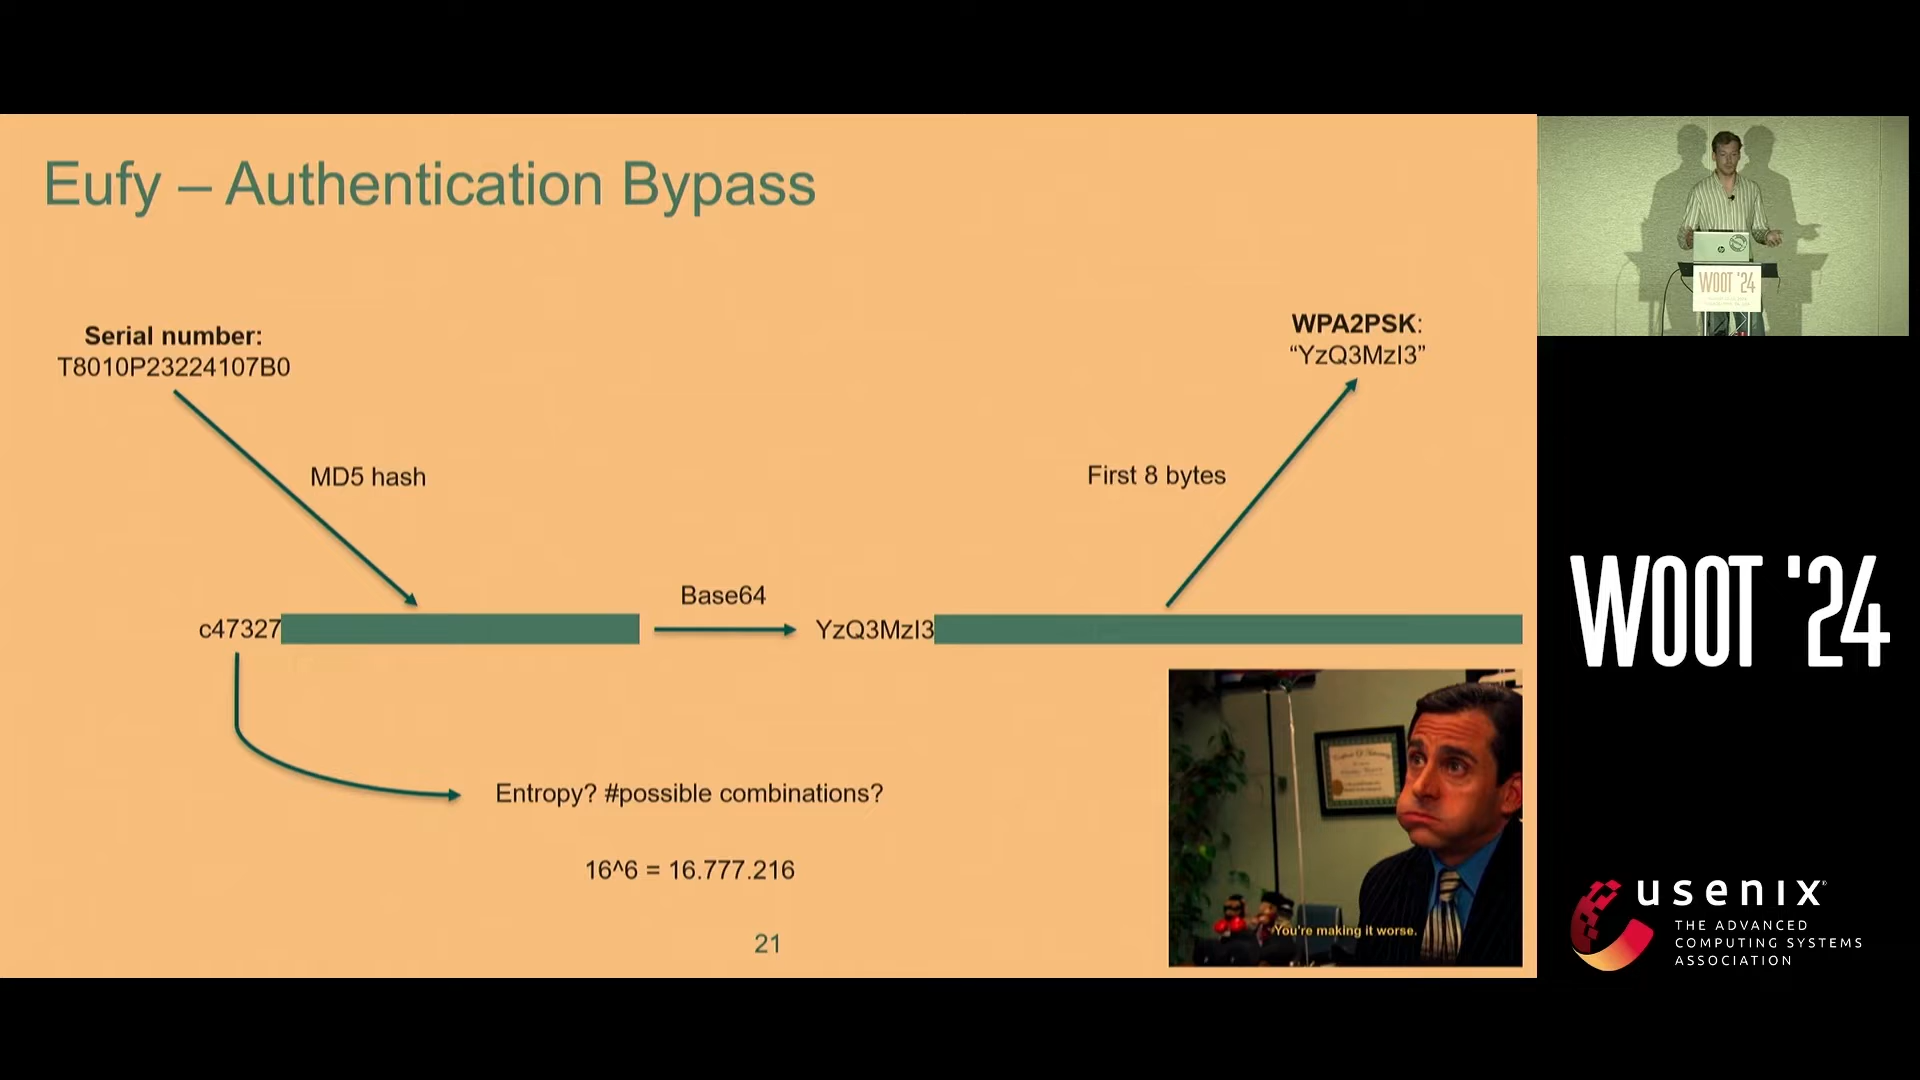 Eufy – Authentication Bypass
Serial number:
T8010P23224107B0
WPA2PSK:
“YzQ3MzI3”
MD5 hash
First 8 bytes
c47327
Base64
YzQ3MzI3
Entropy? #possible combinations?
16^6 = 16.777.216
21
You're making it worse.
WOOT '24
WOOT '24
usenix
THE ADVANCED
COMPUTING SYSTEMS
ASSOCIATION